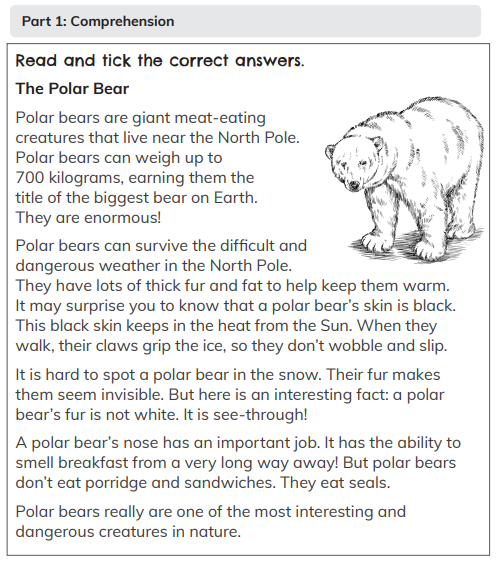 Part 1: Comprehension
Read and tick the correct answers.
The Polar Bear
Polar bears are giant meat-eating
creatures that live near the North Pole.
Polar bears can weigh up to
700 kilograms, earning them the
title of the biggest bear on Earth.
They are enormous!
Polar bears can survive the difficult and
dangerous weather in the North Pole.
They have lots of thick fur and fat to help keep them warm.
It may surprise you to know that a polar bear’s skin is black.
This black skin keeps in the heat from the Sun. When they
walk, their claws grip the ice, so they don’t wobble and slip.
It is hard to spot a polar bear in the snow. Their fur makes
them seem invisible. But here is an interesting fact: a polar
bear’s fur is not white. It is see-through!
A polar bear’s nose has an important job. It has the ability to
smell breakfast from a very long way away! But polar bears
don’t eat porridge and sandwiches. They eat seals.
Polar bears really are one of the most interesting and
dangerous creatures in nature.